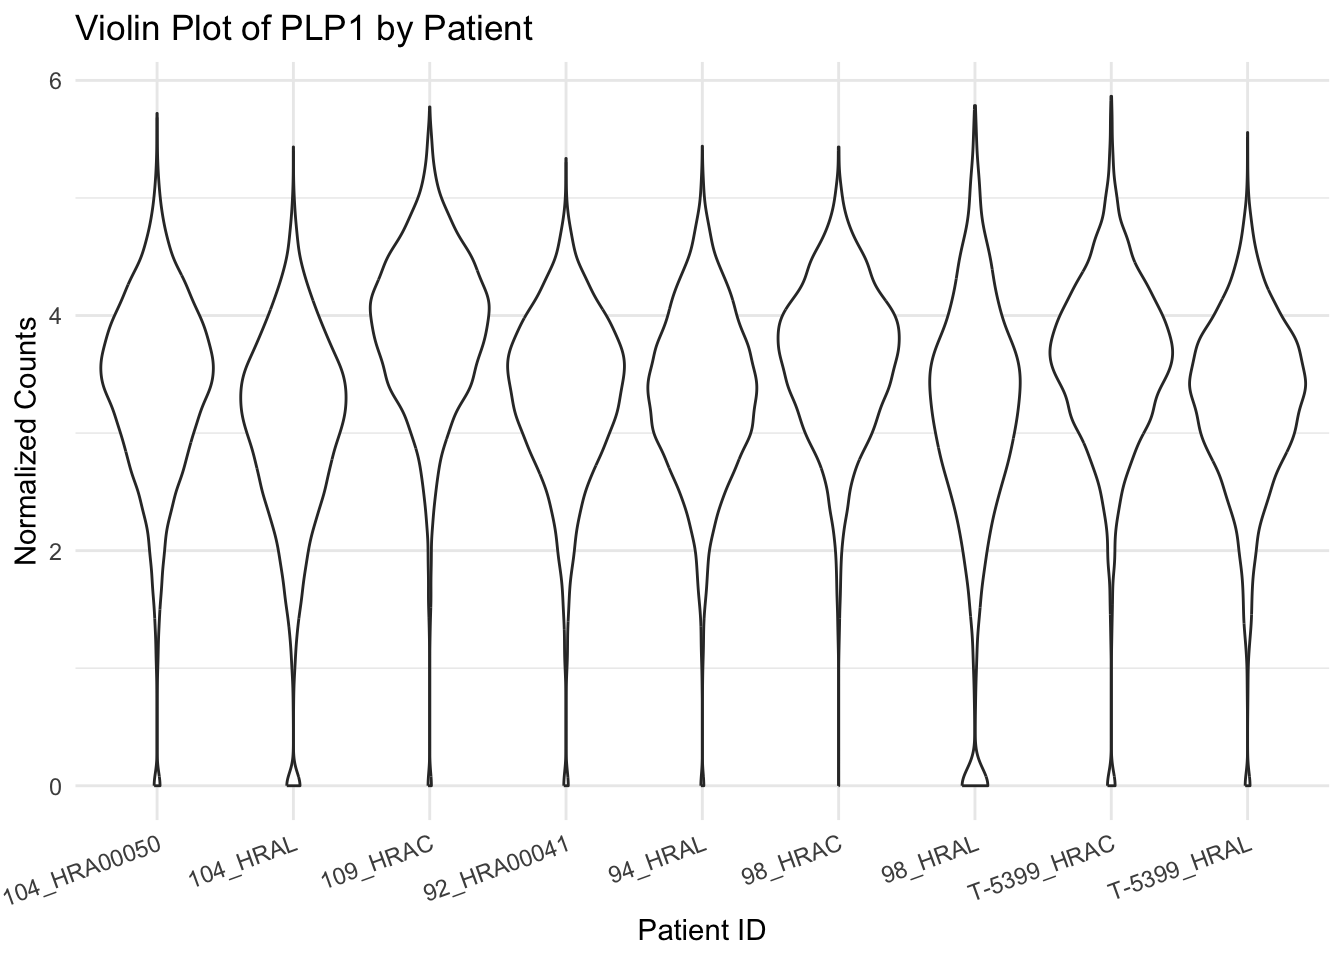 Violin Plot of PLP1 by Patient
6
4
2
0
Normalized Counts
104_HRA00050
104_HRAL
109_HRAC
92_HRA00041
94_HRAL
98_HRAC
98_HRAL
T-5399_HRAC
T-5399_HRAL
Patient ID